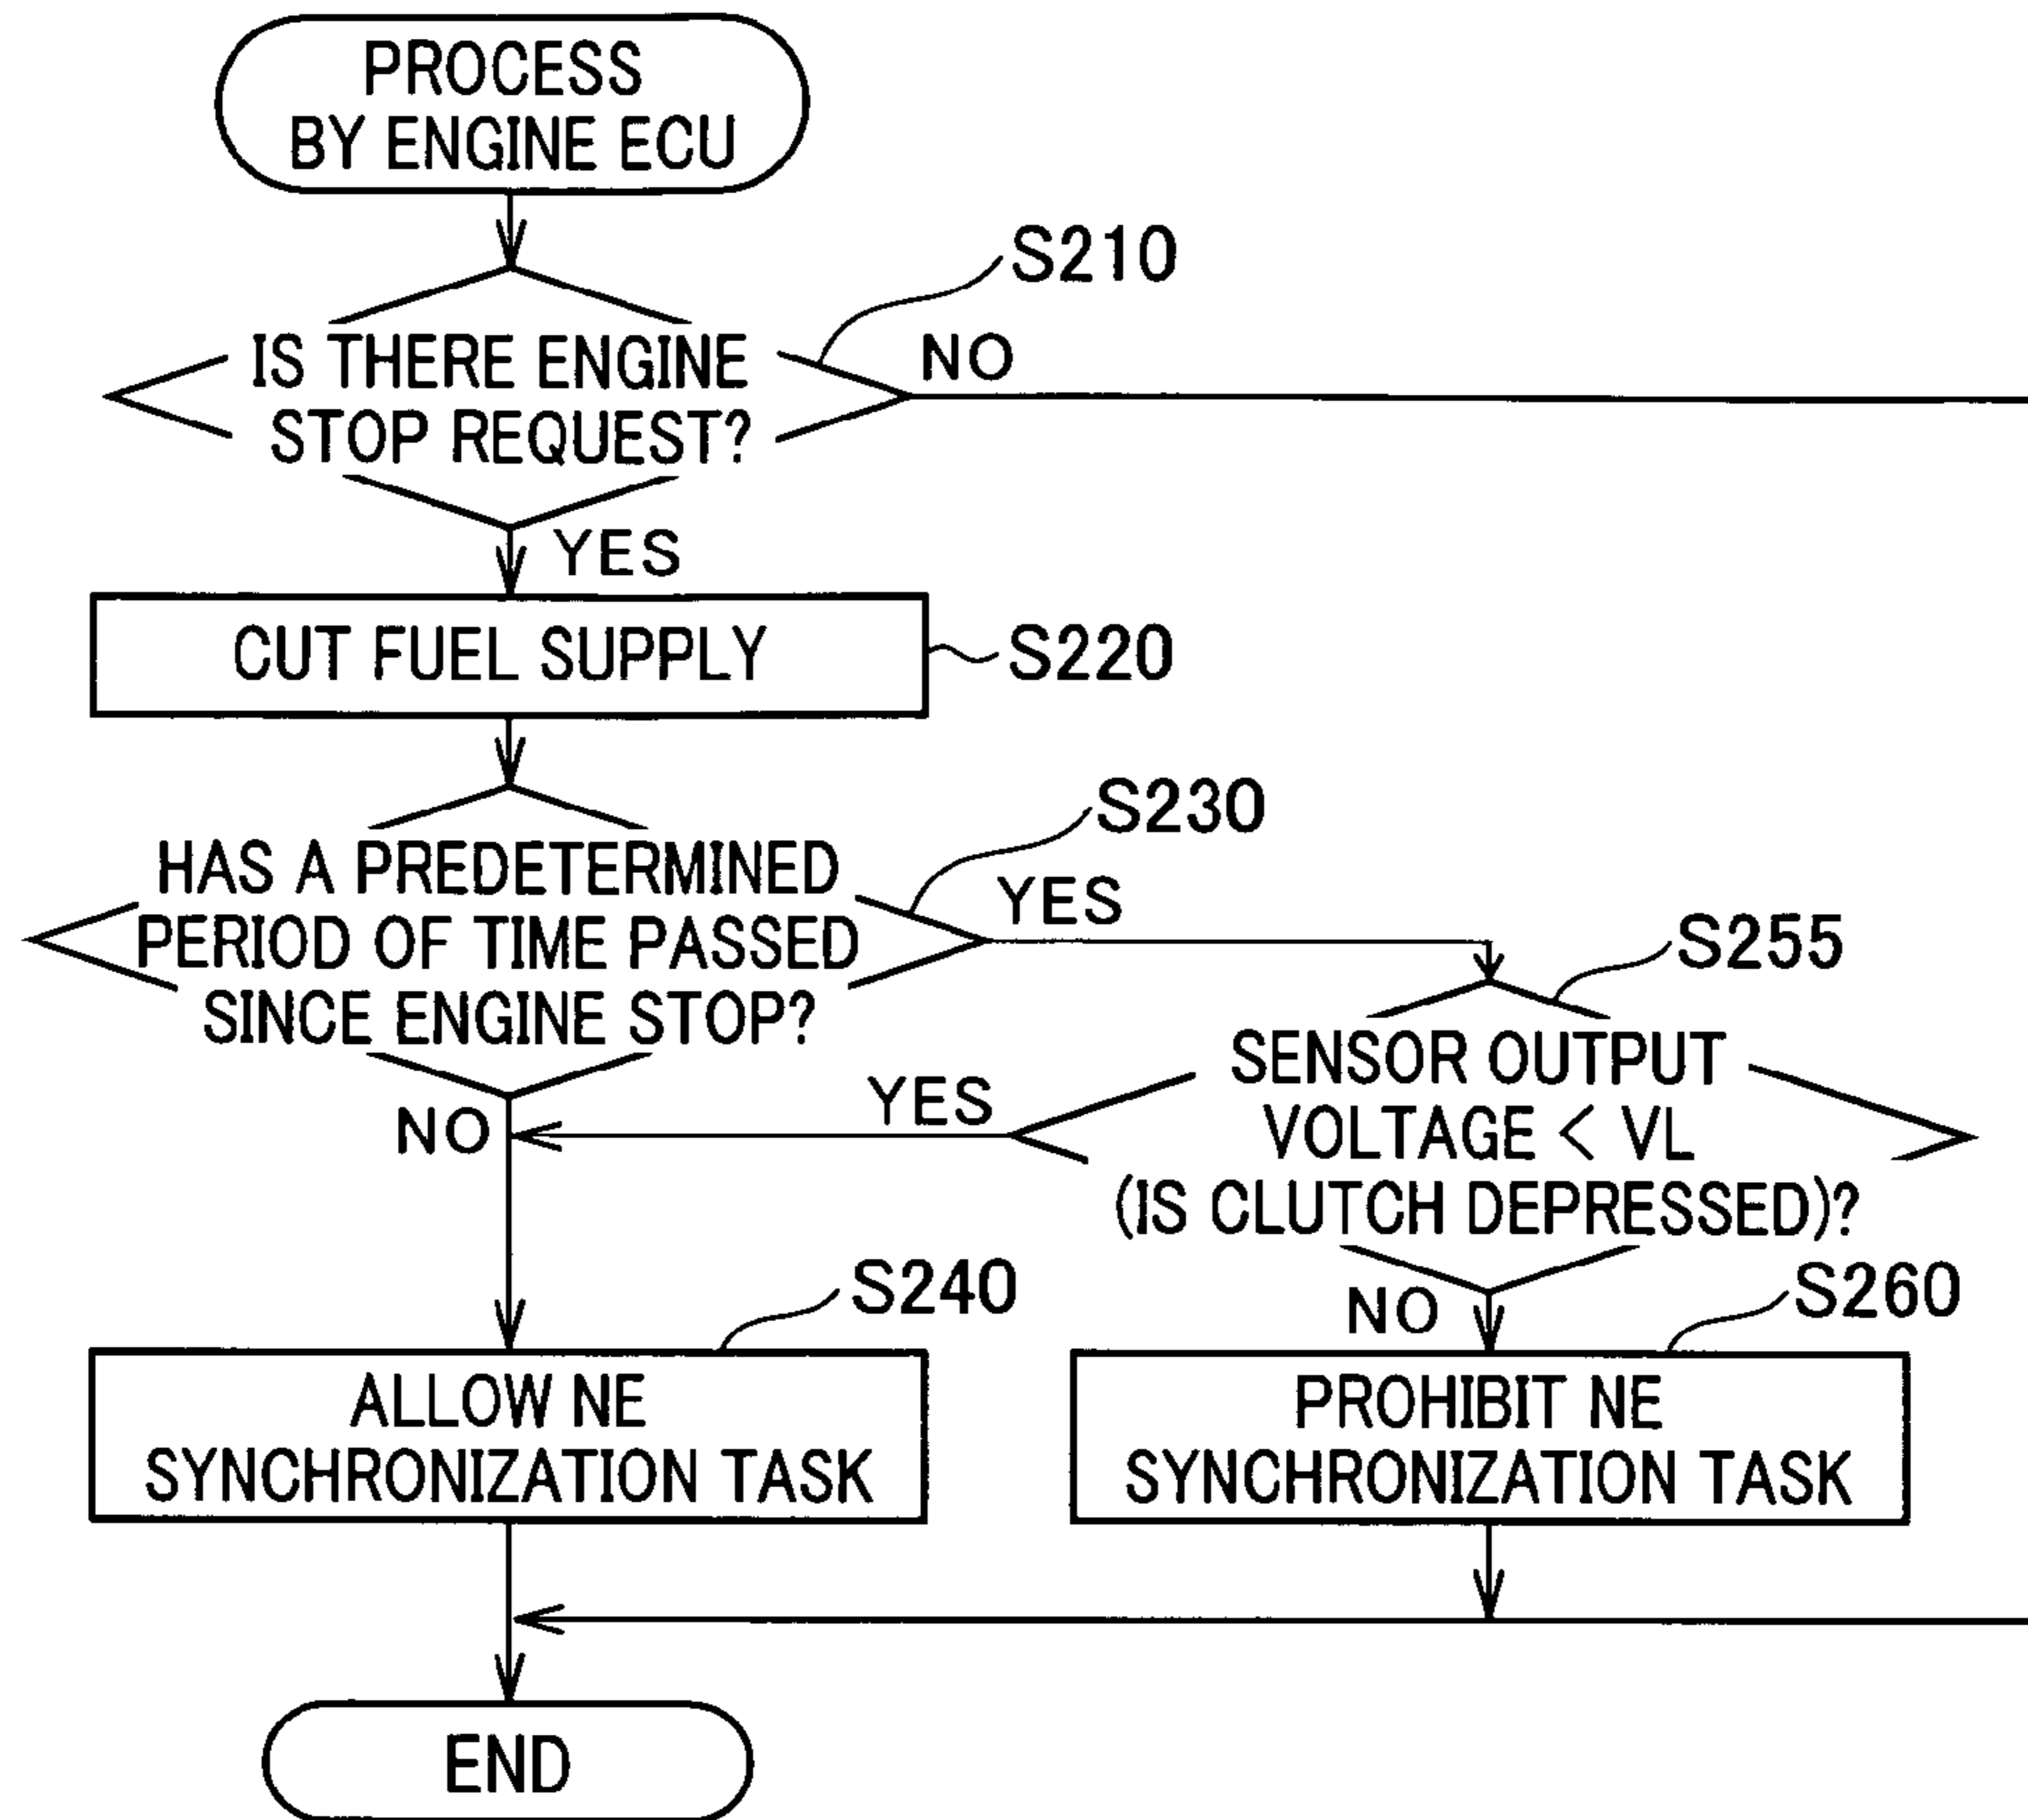 PROCESS
BY ENGINE ECU
S210
IS THERE ENGINE
STOP REQUEST?
NO
YES
CUT FUEL SUPPLY
S220
S230
HAS A PREDETERMINED
PERIOD OF TIME PASSED
SINCE ENGINE STOP?
YES
S255
SENSOR OUTPUT
VOLTAGE < VL
(IS CLUTCH DEPRESSED)?
YES
NO
NO
S240
S260
ALLOW NE
SYNCHRONIZATION TASK
PROHIBIT NE
SYNCHRONIZATION TASK
END